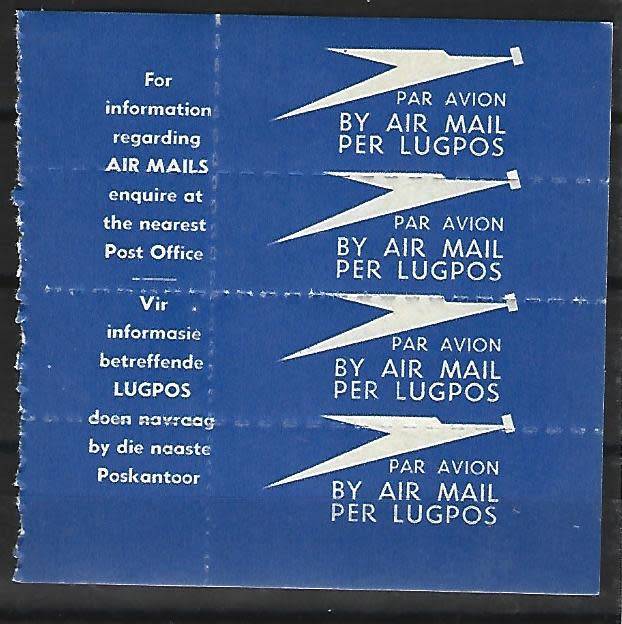 For
information
regarding
AIR MAILS
enquire at
the nearest
Post Office
Vir
informasie
betreffende
LUGPOS
doen navraag
by die naaste
Poskantoor
PAR AVION
BY AIR MAIL
PER LUGPOS
PAR AVION
BY AIR MAIL
PER LUGPOS
PAR AVION
BY AIR MAIL
PER LUGPOS
PAR AVION
BY AIR MAIL
PER LUGPOS